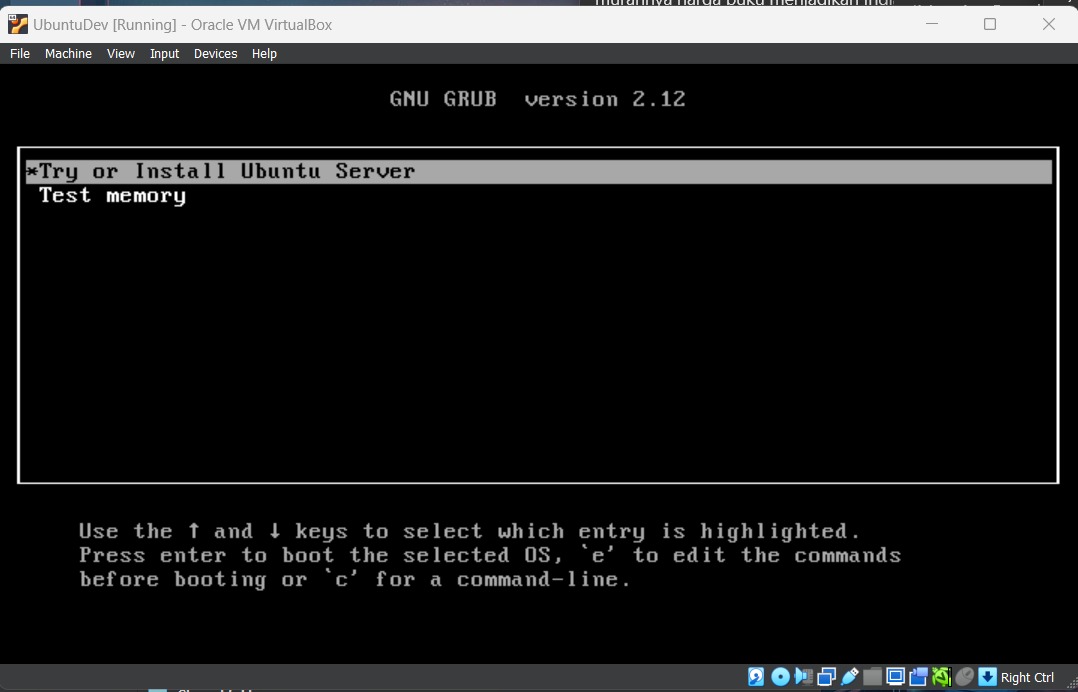 UbuntuDev [Running] - Oracle VM VirtualBox
File Machine View Input Devices Help
GNU GRUB version 2.12
*Try or Install Ubuntu Server
Test memory
Use the ↑ and ↓ keys to select which entry is highlighted.
Press enter to boot the selected OS, `e' to edit the commands
before booting or `c' for a command-line.
Right Ctrl